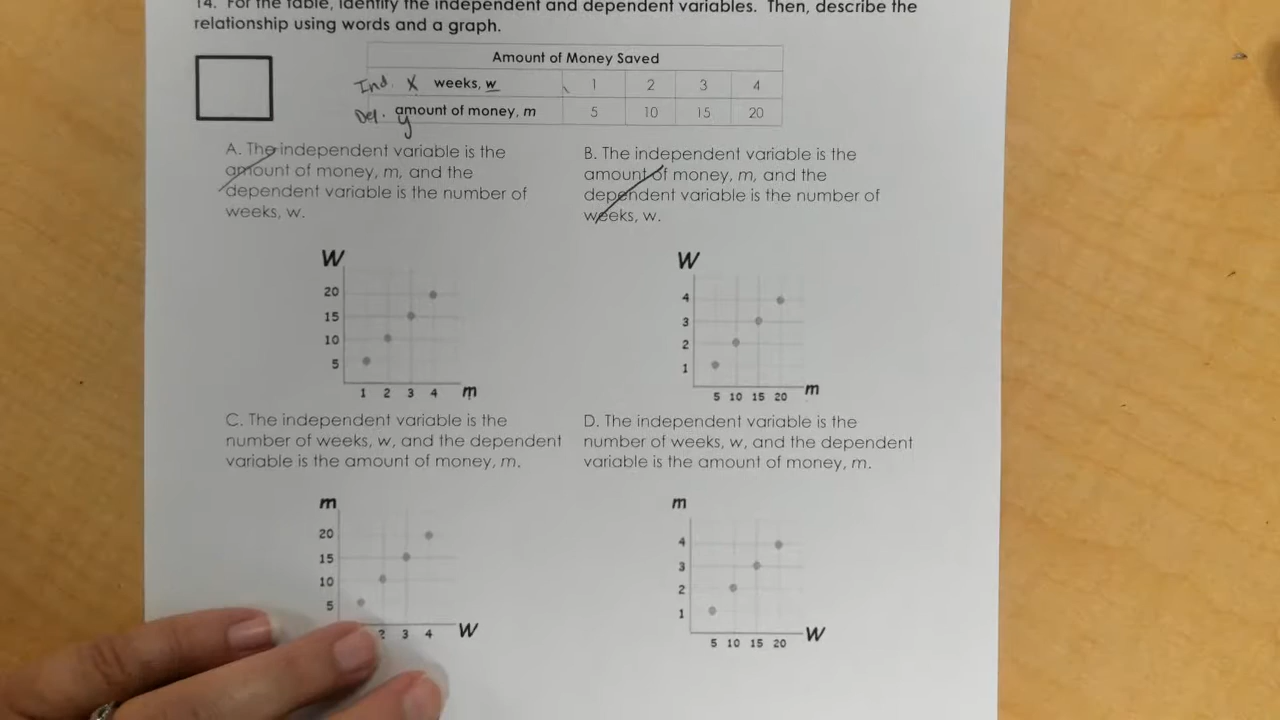 14. For the table, identify the independent and dependent variables. Then, describe the
relationship using words and a graph.
Amount of Money Saved
Ind. X weeks, w 1 2 3 4
Del. y amount of money, m 5 10 15 20
A. The independent variable is the
amount of money, m, and the
dependent variable is the number of
weeks, w.
B. The independent variable is the
amount of money, m, and the
dependent variable is the number of
weeks, w.
W
20
15
10
5
1 2 3 4 m
W
4
3
2
1
5 10 15 20 m
C. The independent variable is the
number of weeks, w, and the dependent
variable is the amount of money, m.
D. The independent variable is the
number of weeks, w, and the dependent
variable is the amount of money, m.
m
20
15
10
5
2 3 4 W
m
4
3
2
1
5 10 15 20 W